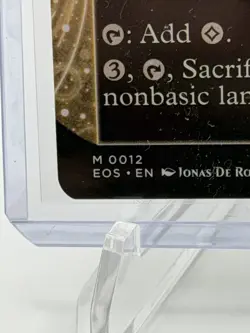 : Add .
3, , Sacrif
nonbasic lan
M 0012
EOS • EN JONAS DE RO